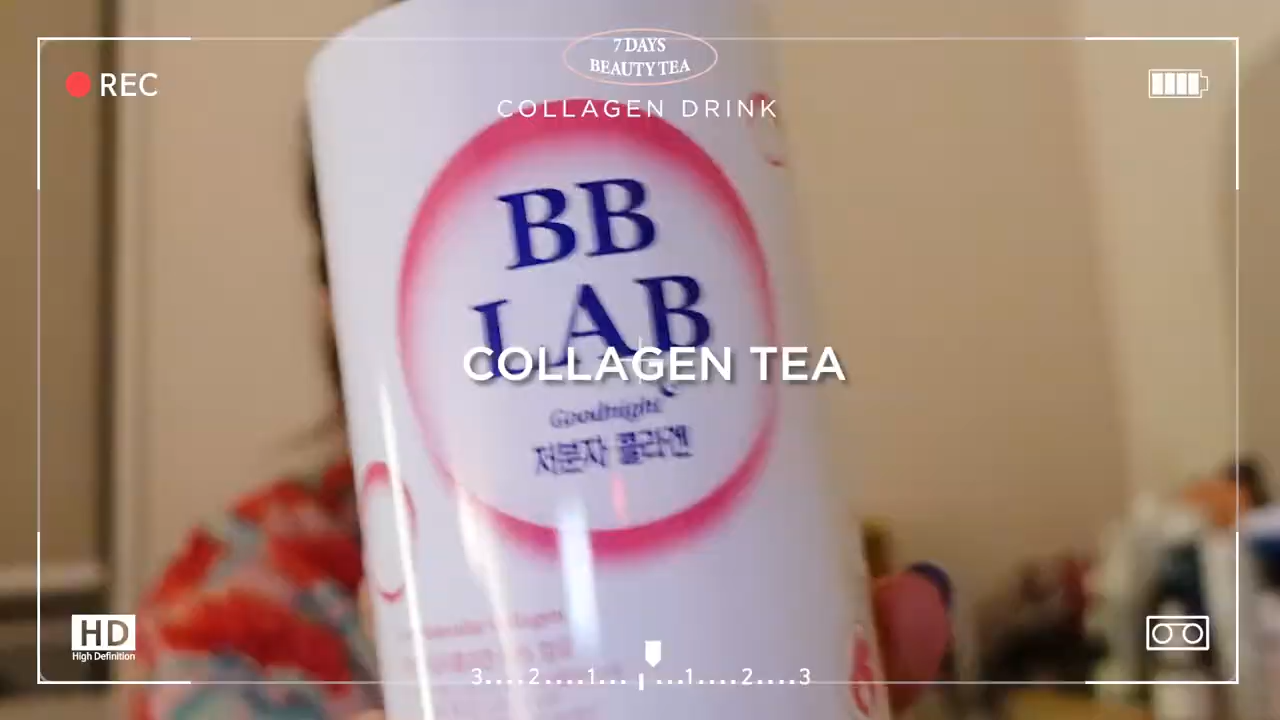 7 DAYS
BEAUTY TEA
COLLAGEN DRINK
REC
BB
LAB
COLLAGEN TEA
Goodnight
저분자 콜라겐
HD
High Definition
3....2....1... ...1....2....3